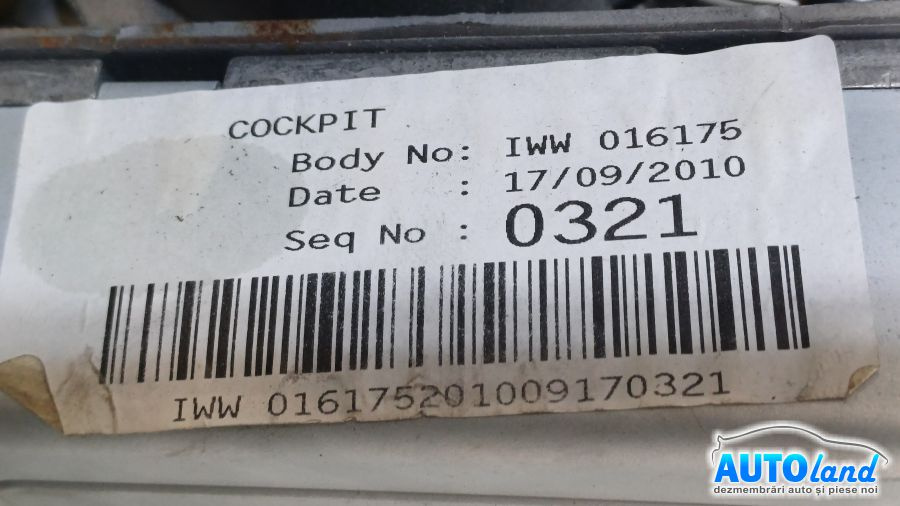 COCKPIT
Body No: IWW 016175
Date : 17/09/2010
Seq No : 0321
IWW 016175201009170321
AUTOland
dezmembrări auto și piese noi